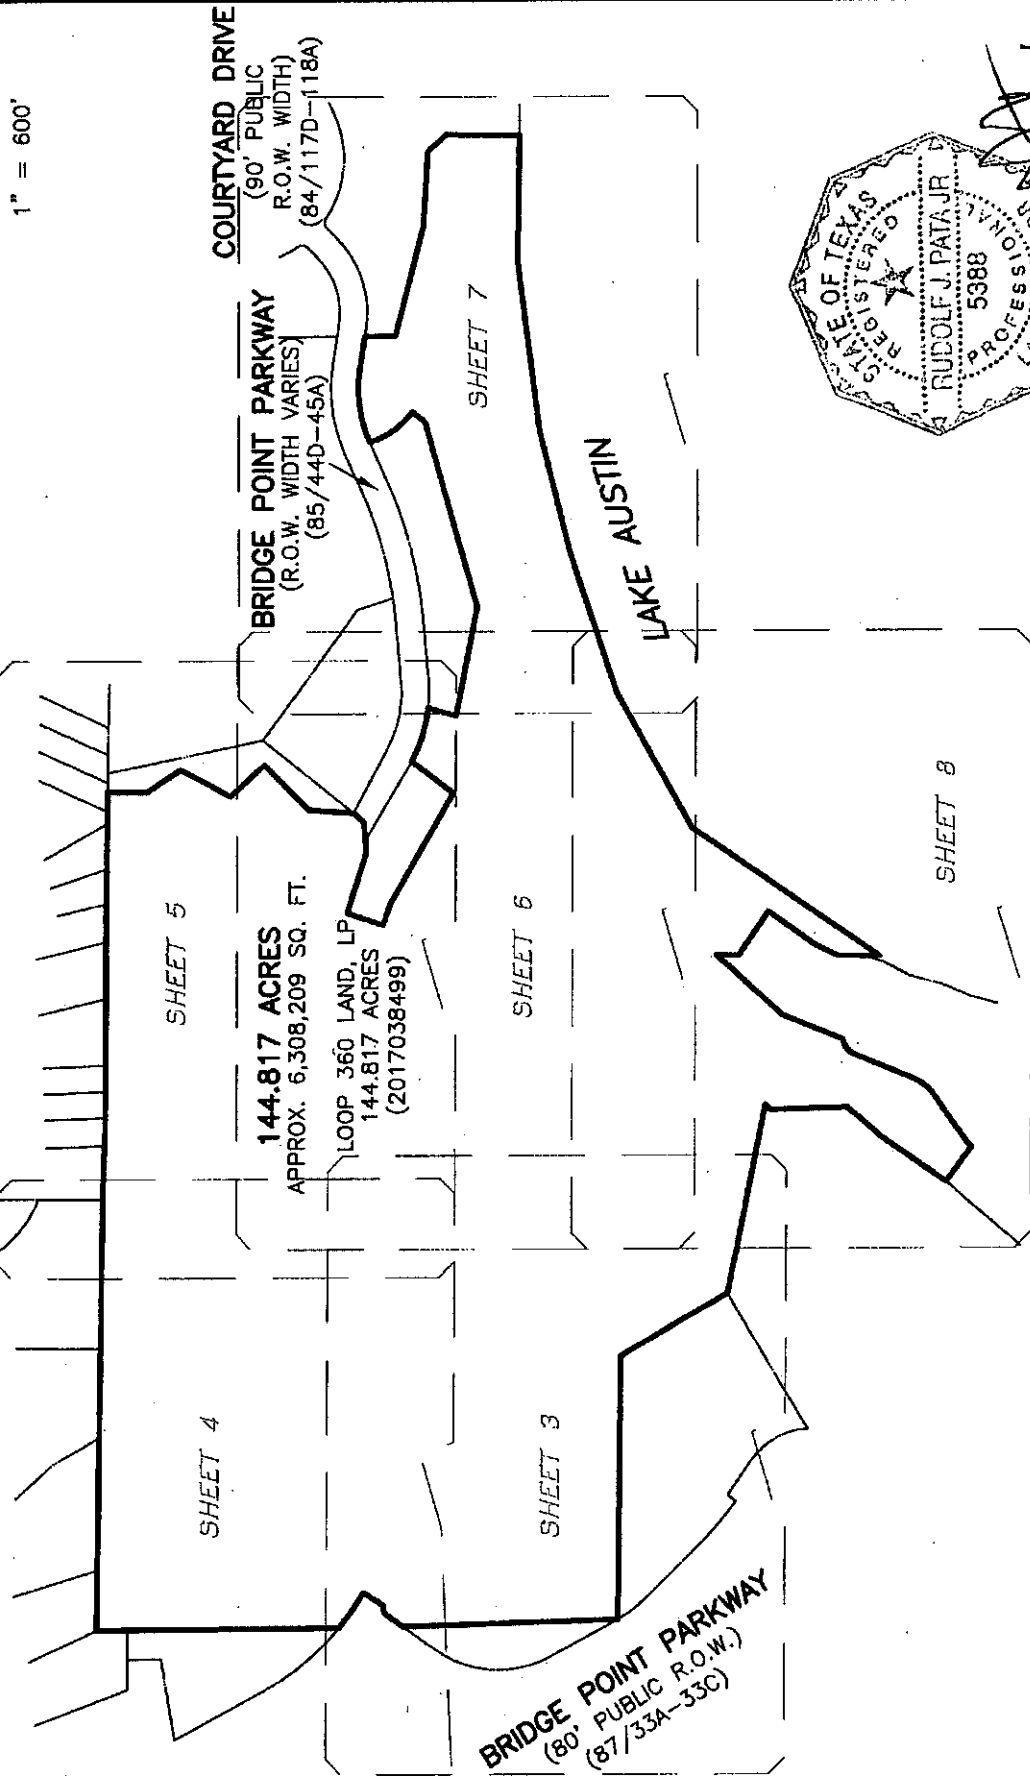 1" = 600'
COURTYARD DRIVE
(90' PUBLIC
R.O.W. WIDTH)
(84/117D-118A)
BRIDGE POINT PARKWAY
(R.O.W. WIDTH VARIES)
(85/44D-45A)
SHEET 7
LAKE AUSTIN
SHEET 5
144.817 ACRES
APPROX. 6,308,209 SQ. FT.
LOOP 360 LAND, LP
144.817 ACRES
(2017038499)
SHEET 6
SHEET 8
SHEET 4
SHEET 3
BRIDGE POINT PARKWAY
(80' PUBLIC R.O.W.)
(87/33A-33C)
STATE OF TEXAS
REGISTERED
RUDOLF J. PATA JR
5388
PROFESSIONAL